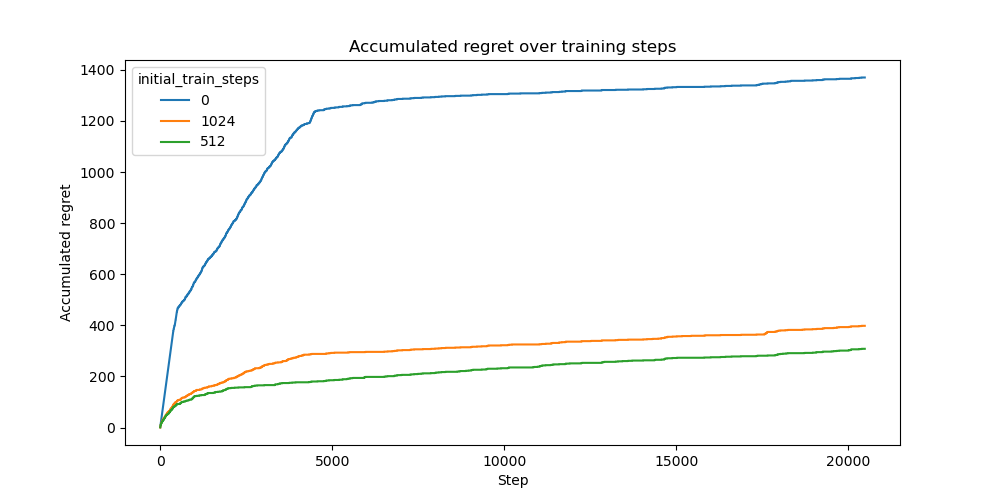 Accumulated regret over training steps
initial_train_steps
0
1024
512
Accumulated regret
1400
1200
1000
800
600
400
200
0
0 5000 10000 15000 20000
Step